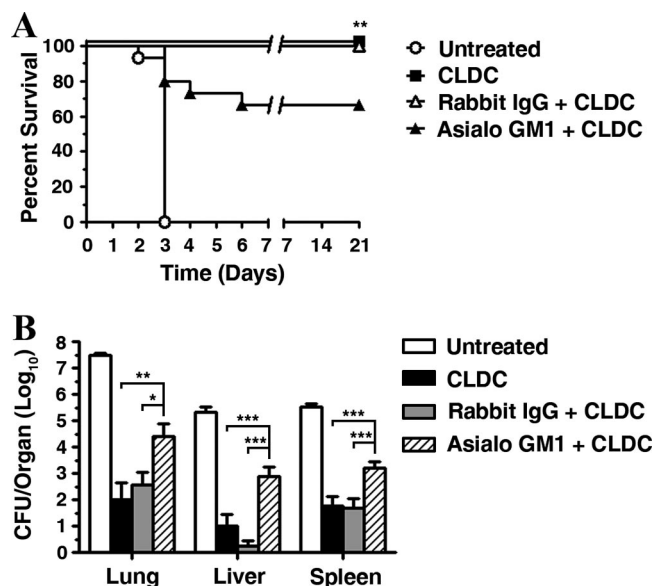 A
**
Percent Survival
100
80
60
40
20
0
0 1 2 3 4 5 6 7 7 14 21
Time (Days)
Untreated
CLDC
Rabbit IgG + CLDC
Asialo GM1 + CLDC
B
CFU/Organ (Log10)
8
7
6
5
4
3
2
1
0
**
*
***
***
***
***
Lung Liver Spleen
Untreated
CLDC
Rabbit IgG + CLDC
Asialo GM1 + CLDC